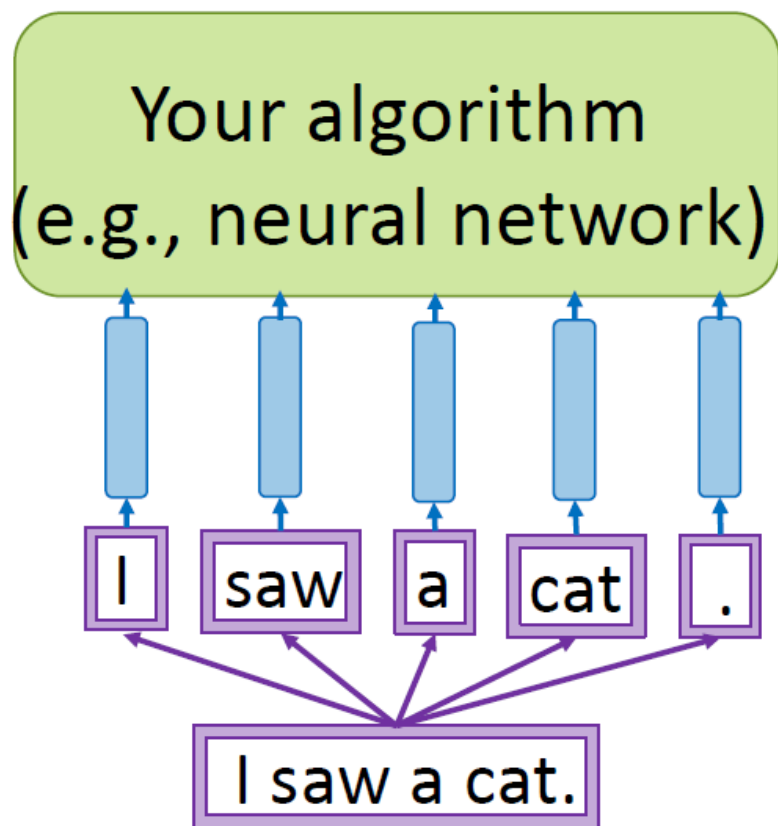 Your algorithm
(e.g., neural network)
I saw a cat .
I saw a cat.